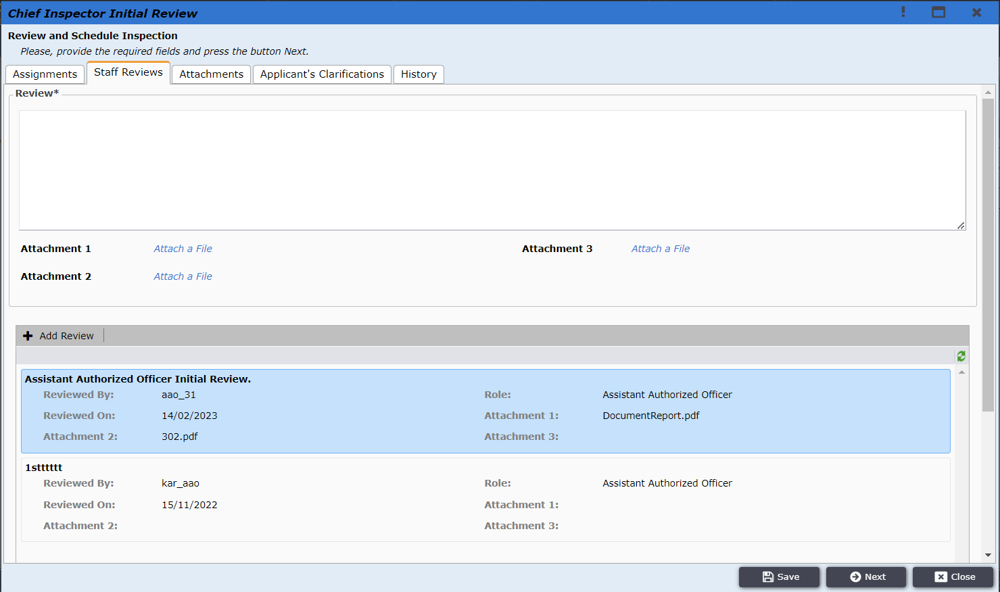 Chief Inspector Initial Review
Review and Schedule Inspection
Please, provide the required fields and press the button Next.
Assignments Staff Reviews Attachments Applicant's Clarifications History
Review*
Attachment 1 Attach a File Attachment 3 Attach a File
Attachment 2 Attach a File
Add Review
Assistant Authorized Officer Initial Review.
Reviewed By: aao_31 Role: Assistant Authorized Officer
Reviewed On: 14/02/2023 Attachment 1: DocumentReport.pdf
Attachment 2: 302.pdf Attachment 3:
1stttttt
Reviewed By: kar_aao Role: Assistant Authorized Officer
Reviewed On: 15/11/2022 Attachment 1:
Attachment 2: Attachment 3:
Save Next Close